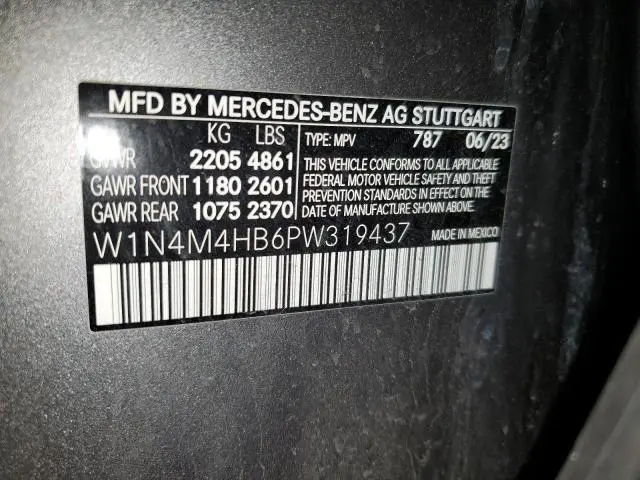 MFD BY MERCEDES-BENZ AG STUTTGART
KG LBS
GVWR 2205 4861
GAWR FRONT 1180 2601
GAWR REAR 1075 2370
TYPE: MPV 787 06/23
THIS VEHICLE CONFORMS TO ALL APPLICABLE
FEDERAL MOTOR VEHICLE SAFETY AND THEFT
PREVENTION STANDARDS IN EFFECT ON THE
DATE OF MANUFACTURE SHOWN ABOVE.
W1N4M4HB6PW319437 MADE IN MEXICO